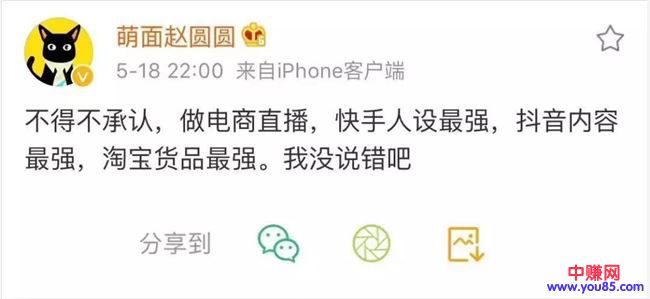 萌面赵圆圆
5-18 22:00 来自iPhone客户端
不得不承认，做电商直播，快手人设最强，抖音内容
最强，淘宝货品最强。我没说错吧
分享到
中赚网
www.you85.com